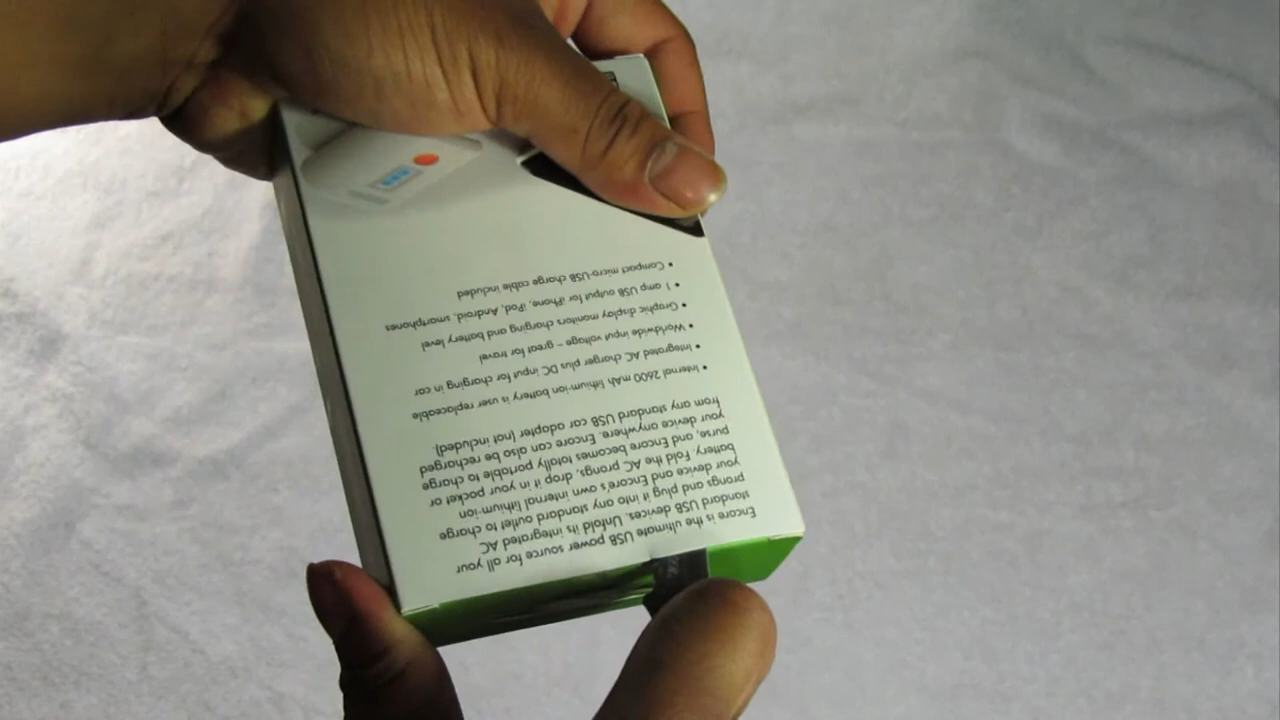 Encore is the ultimate USB power source for all your
standard USB devices. Unfold its integrated AC
prongs and plug it into any standard outlet to charge
your device and Encore's own internal lithium-ion
battery. Fold the AC prongs, drop it in your pocket or
purse, and Encore becomes totally portable to charge
your device anywhere. Encore can also be recharged
from any standard USB car adapter (not included).
• Internal 2600 mAh lithium-ion battery is user replaceable
• Integrated AC charger plus DC input for charging in car
• Worldwide input voltage – great for travel
• Graphic display monitors charging and battery level
• 1 amp USB output for iPhone, iPod, Android, smartphones
• Compact micro-USB charge cable included